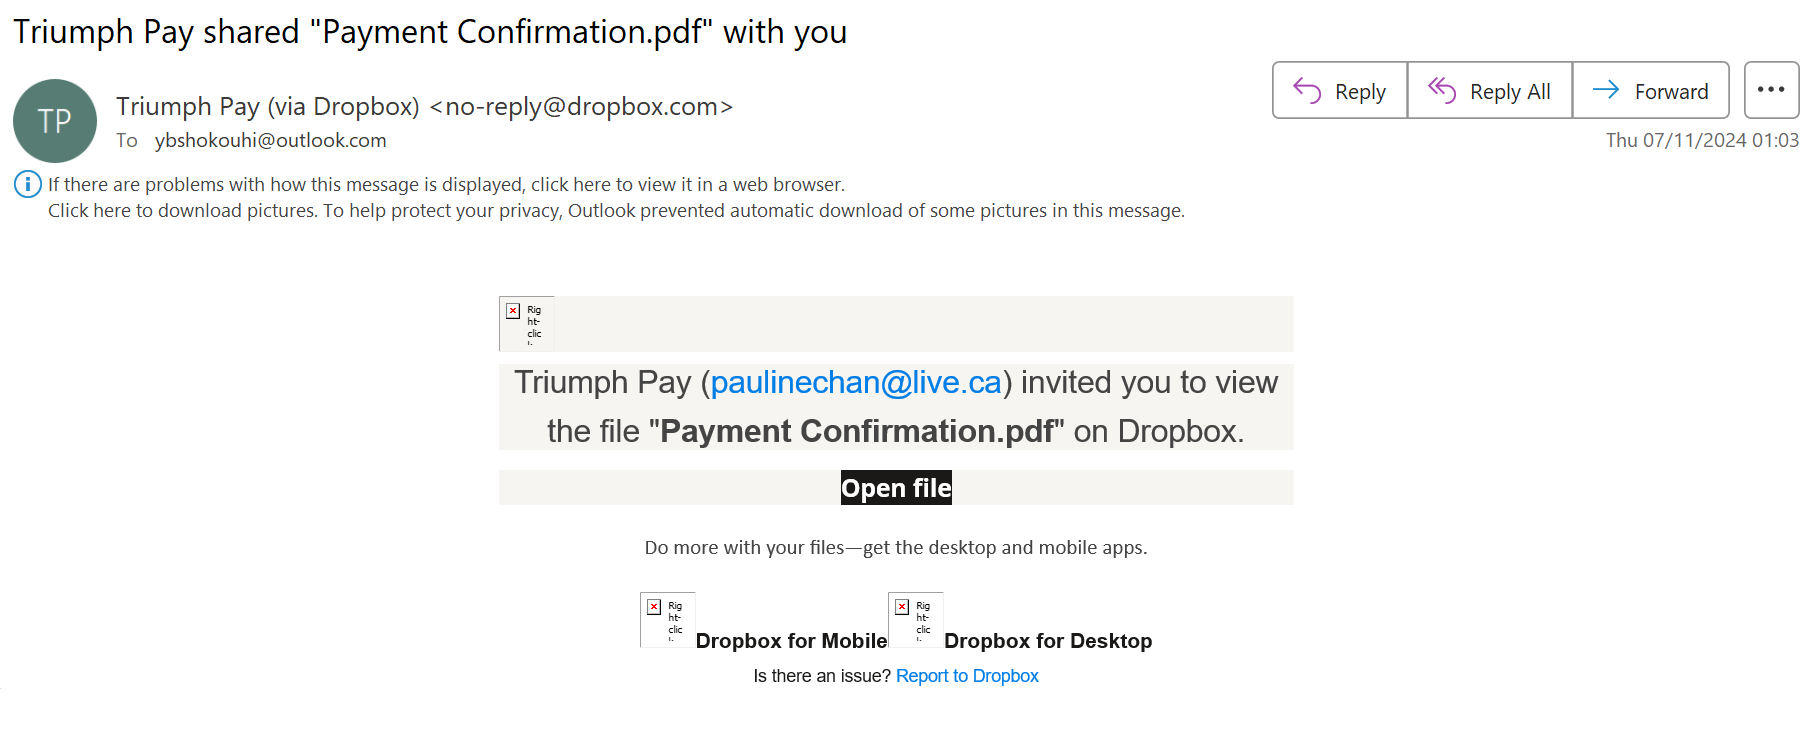 Triumph Pay shared "Payment Confirmation.pdf" with you
Reply
Reply All
Forward
TP
Triumph Pay (via Dropbox) <no-reply@dropbox.com>
To ybshokouhi@outlook.com
Thu 07/11/2024 01:03
If there are problems with how this message is displayed, click here to view it in a web browser.
Click here to download pictures. To help protect your privacy, Outlook prevented automatic download of some pictures in this message.
Rig
ht-
clic
Triumph Pay (paulinechan@live.ca) invited you to view
the file "Payment Confirmation.pdf" on Dropbox.
Open file
Do more with your files—get the desktop and mobile apps.
Rig
ht-
clic
Dropbox for Mobile
Rig
ht-
clic
Dropbox for Desktop
Is there an issue? Report to Dropbox